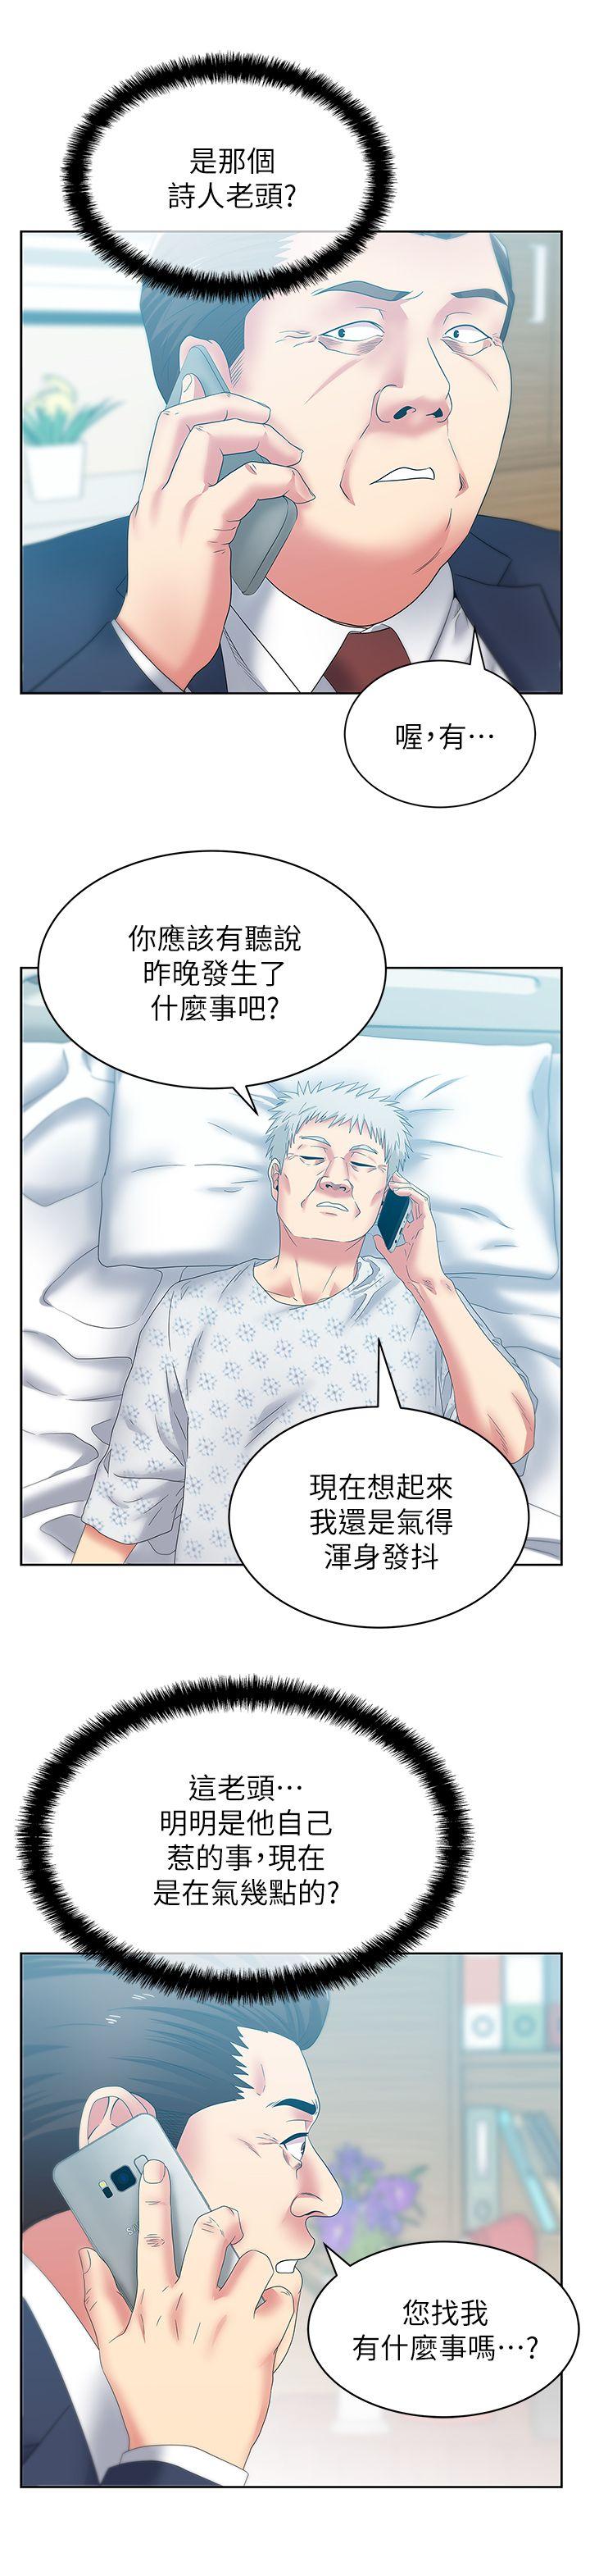 是那個
詩人老頭?
喔,有⋯
你應該有聽說
昨晚發生了
什麼事吧?
現在想起來
我還是氣得
渾身發抖
這老頭⋯
明明是他自己
惹的事,現在
是在氣幾點的?
您找我
有什麼事嗎⋯?